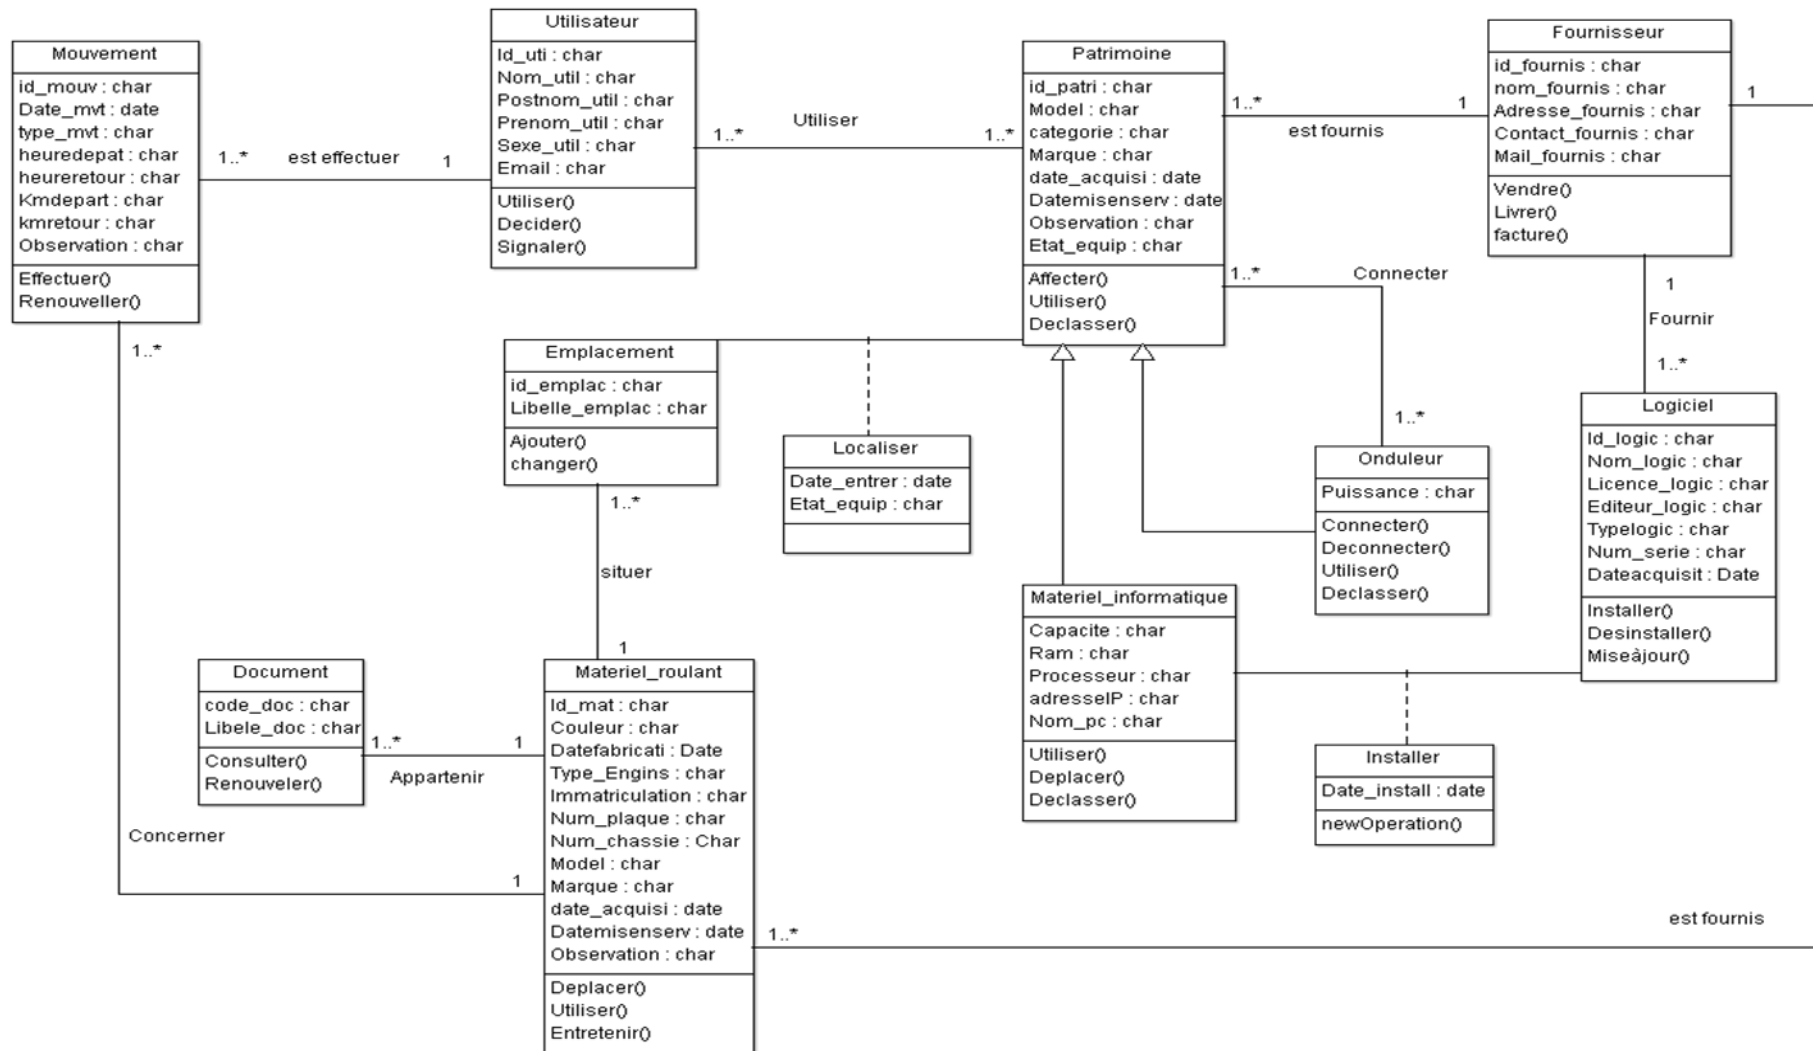 Mouvement
id_mouv : char
Date_mvt : date
type_mvt : char
heuredepat : char
heureretour : char
Kmdepart : char
kmretour : char
Observation : char
Effectuer()
Renouveller()
1..*
est effectuer
1
Utilisateur
Id_uti : char
Nom_util : char
Postnom_util : char
Prenom_util : char
Sexe_util : char
Email : char
Utiliser()
Decider()
Signaler()
1..*
Utiliser
1..*
Patrimoine
id_patri : char
Model : char
categorie : char
Marque : char
date_acquisi : date
Datemisenserv : date
Observation : char
Etat_equip : char
Affecter()
Utiliser()
Declasser()
1..*
est fournis
1
Fournisseur
id_fournis : char
nom_fournis : char
Adresse_fournis : char
Contact_fournis : char
Mail_fournis : char
Vendre()
Livrer()
facture()
1
1..*
Connecter
1..*
1
Fournir
1..*
1..*
Emplacement
id_emplac : char
Libelle_emplac : char
Ajouter()
changer()
Localiser
Date_entrer : date
Etat_equip : char
Onduleur
Puissance : char
Connecter()
Deconnecter()
Utiliser()
Declasser()
Logiciel
Id_logic : char
Nom_logic : char
Licence_logic : char
Editeur_logic : char
Typelogic : char
Num_serie : char
Dateacquisit : Date
Installer()
Desinstaller()
Miseàjour()
1..*
situer
1
Materiel_informatique
Capacite : char
Ram : char
Processeur : char
adresseIP : char
Nom_pc : char
Utiliser()
Deplacer()
Declasser()
Installer
Date_install : date
newOperation()
Document
code_doc : char
Libele_doc : char
Consulter()
Renouveler()
1..*
Appartenir
1
Materiel_roulant
Id_mat : char
Couleur : char
Datefabricati : Date
Type_Engins : char
Immatriculation : char
Num_plaque : char
Num_chassie : Char
Model : char
Marque : char
date_acquisi : date
Datemisenserv : date
Observation : char
Deplacer()
Utiliser()
Entretenir()
Concerner
1
1..*
est fournis